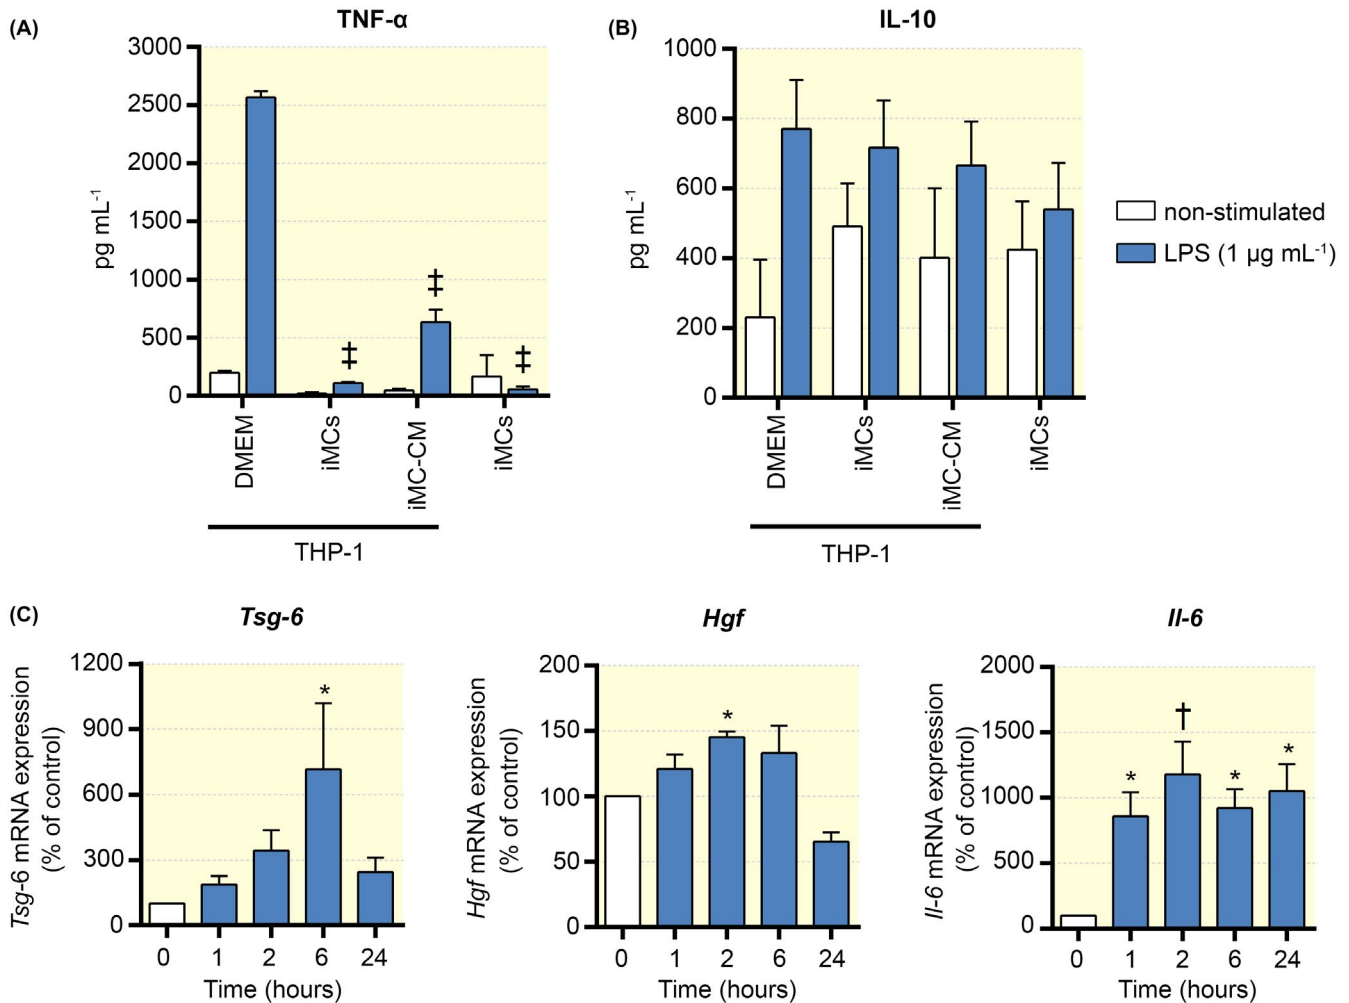 (A)
TNF-α
3000
2500
2000
1500
1000
500
0
pg mL⁻¹
‡
‡
‡
DMEM
iMCs
iMC-CM
iMCs
THP-1
(B)
IL-10
1000
800
600
400
200
0
pg mL⁻¹
DMEM
iMCs
iMC-CM
iMCs
THP-1
non-stimulated
LPS (1 µg mL⁻¹)
(C)
Tsg-6
1200
900
600
300
0
Tsg-6 mRNA expression
(% of control)
*
0 1 2 6 24
Time (hours)
Hgf
200
150
100
50
0
Hgf mRNA expression
(% of control)
*
0 1 2 6 24
Time (hours)
Il-6
2000
1500
1000
500
0
Il-6 mRNA expression
(% of control)
* † * *
0 1 2 6 24
Time (hours)